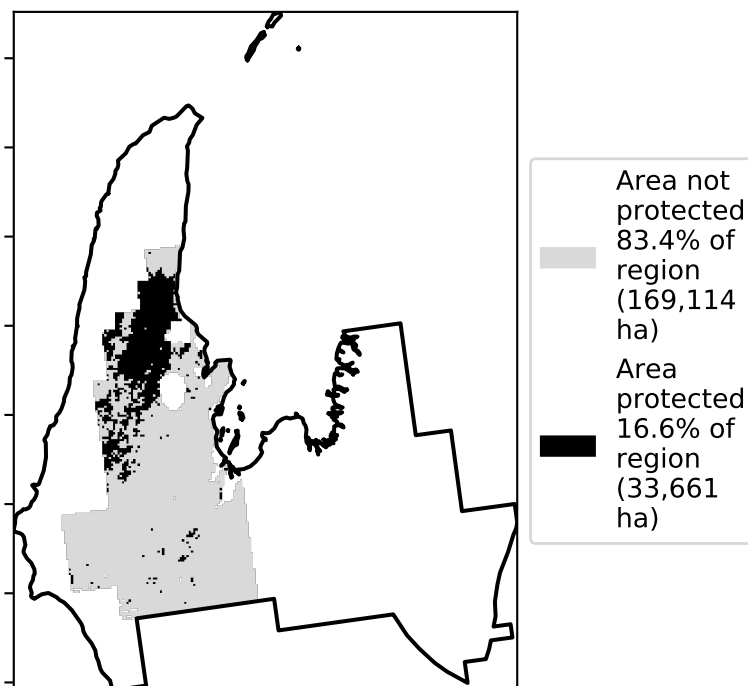 Area not
protected
83.4% of
region
(169,114
ha)
Area
protected
16.6% of
region
(33,661
ha)